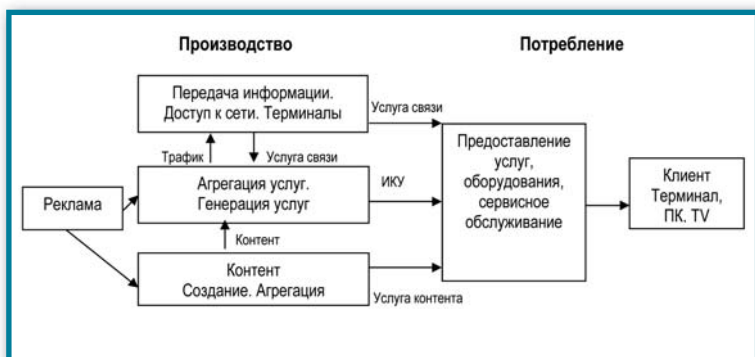 Производство
Потребление
Передача информации.
Доступ к сети. Терминалы
Услуга связи
Трафик
Услуга связи
Предоставление
услуг,
оборудования,
сервисное
обслуживание
Клиент
Терминал,
ПК. TV
Реклама
Агрегация услуг.
Генерация услуг
ИКУ
Контент
Контент
Создание. Агрегация
Услуга контента